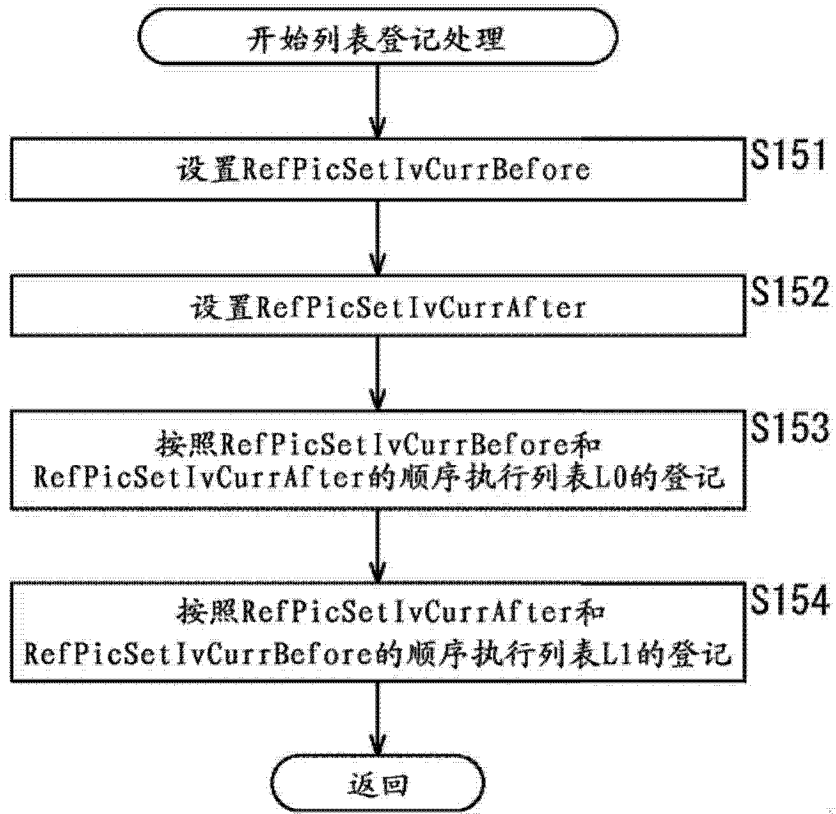 开始列表登记处理
设置RefPicSetIvCurrBefore
S151
设置RefPicSetIvCurrAfter
S152
按照RefPicSetIvCurrBefore和
RefPicSetIvCurrAfter的顺序执行列表L0的登记
S153
按照RefPicSetIvCurrAfter和
RefPicSetIvCurrBefore的顺序执行列表L1的登记
S154
返回